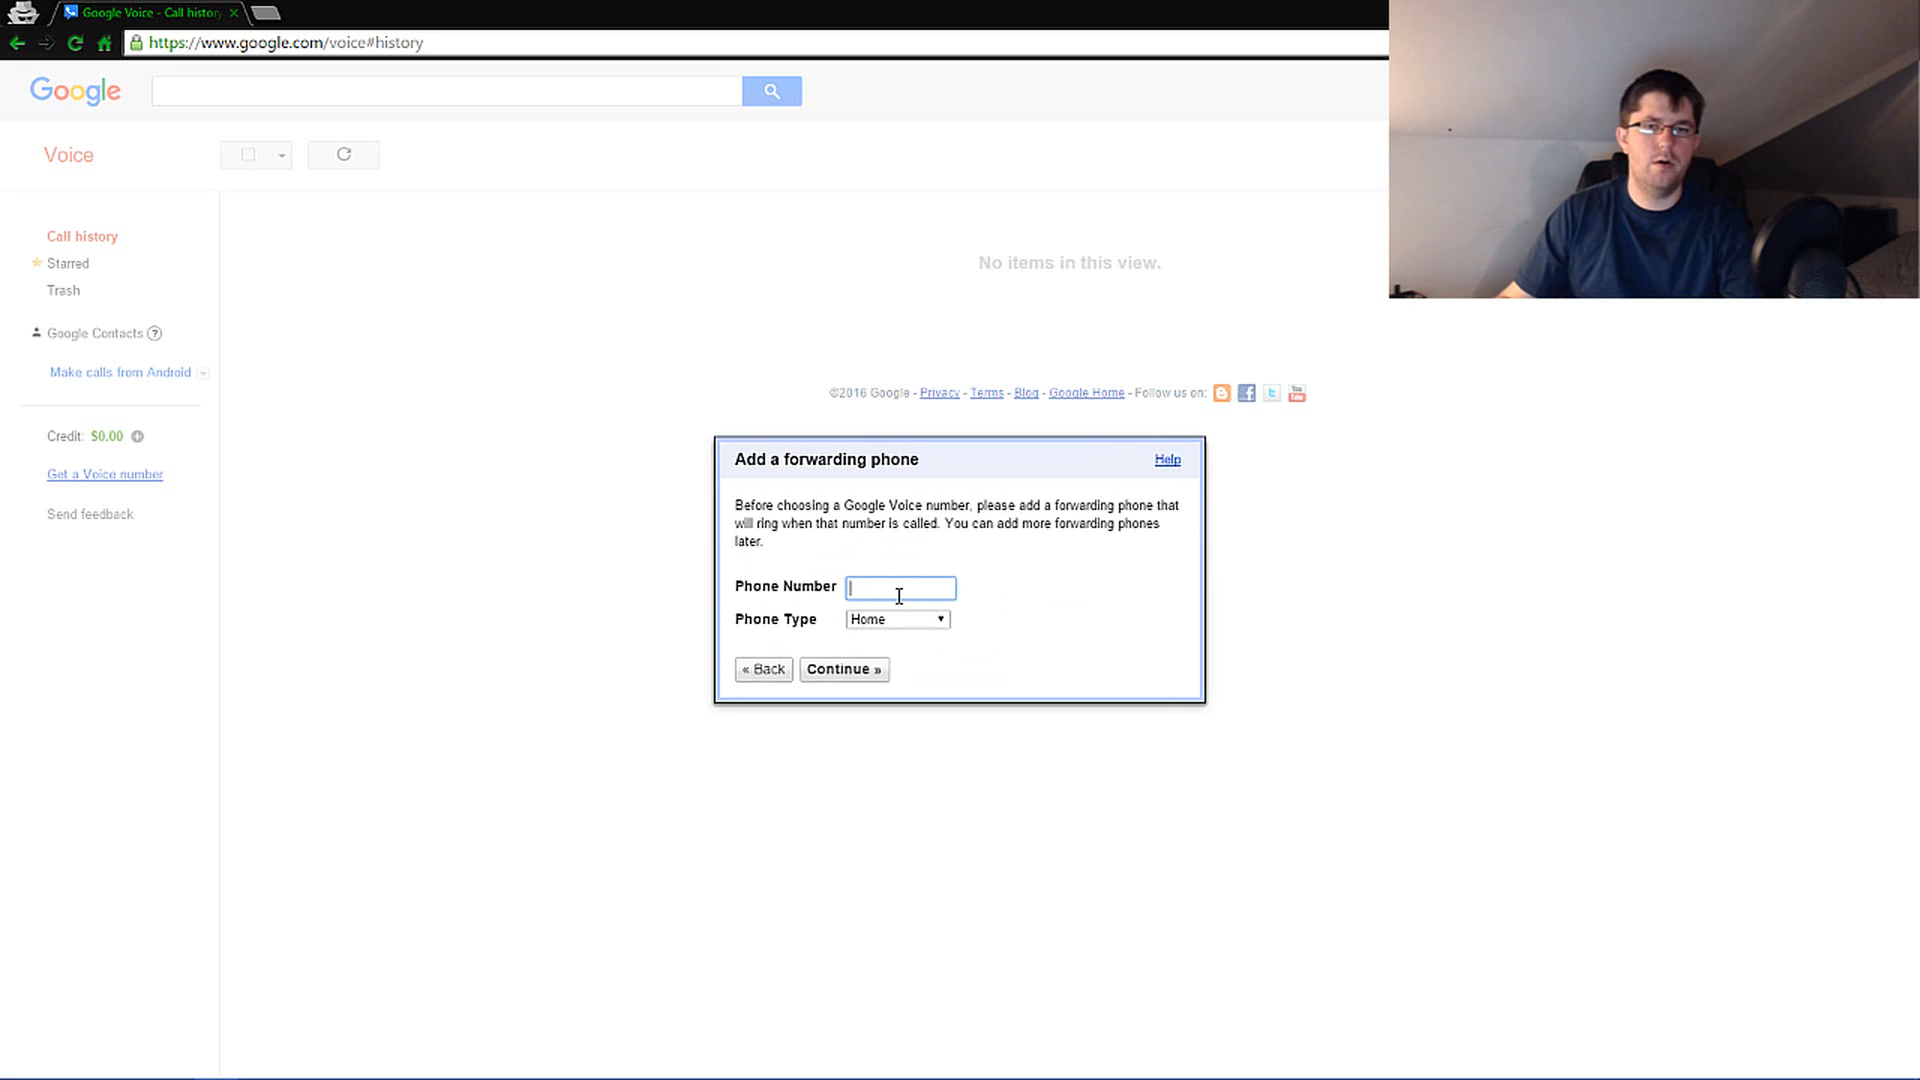 Google Voice - Call history
https://www.google.com/voice#history
Google
Voice
Call history
Starred
Trash
Google Contacts ?
Make calls from Android
Credit: $0.00
Get a Voice number
Send feedback
No items in this view.
©2016 Google - Privacy - Terms - Blog - Google Home - Follow us on:
Add a forwarding phone
Help
Before choosing a Google Voice number, please add a forwarding phone that
will ring when that number is called. You can add more forwarding phones
later.
Phone Number
Phone Type Home
« Back Continue »